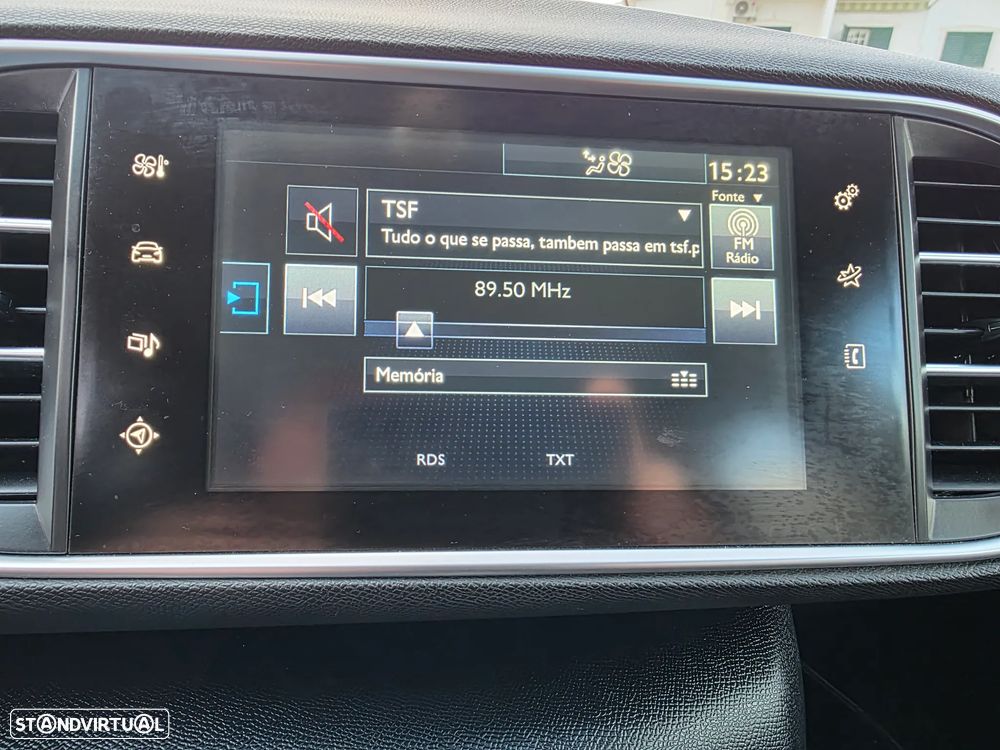 15:23
Fonte
TSF
Tudo o que se passa, tambem passa em tsf.p
FM
Rádio
89.50 MHz
Memória
RDS TXT
STANDVIRTUAL